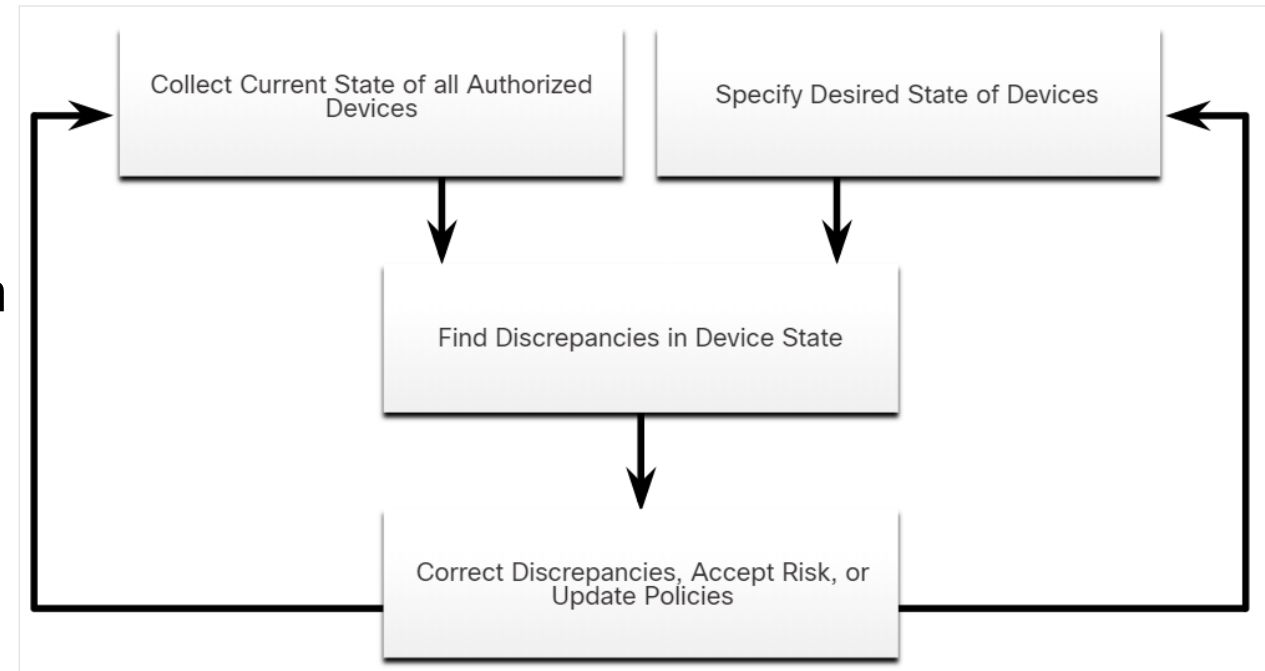 Collect Current State of all Authorized
Devices
Specify Desired State of Devices
n
Find Discrepancies in Device State
Correct Discrepancies, Accept Risk, or
Update Policies